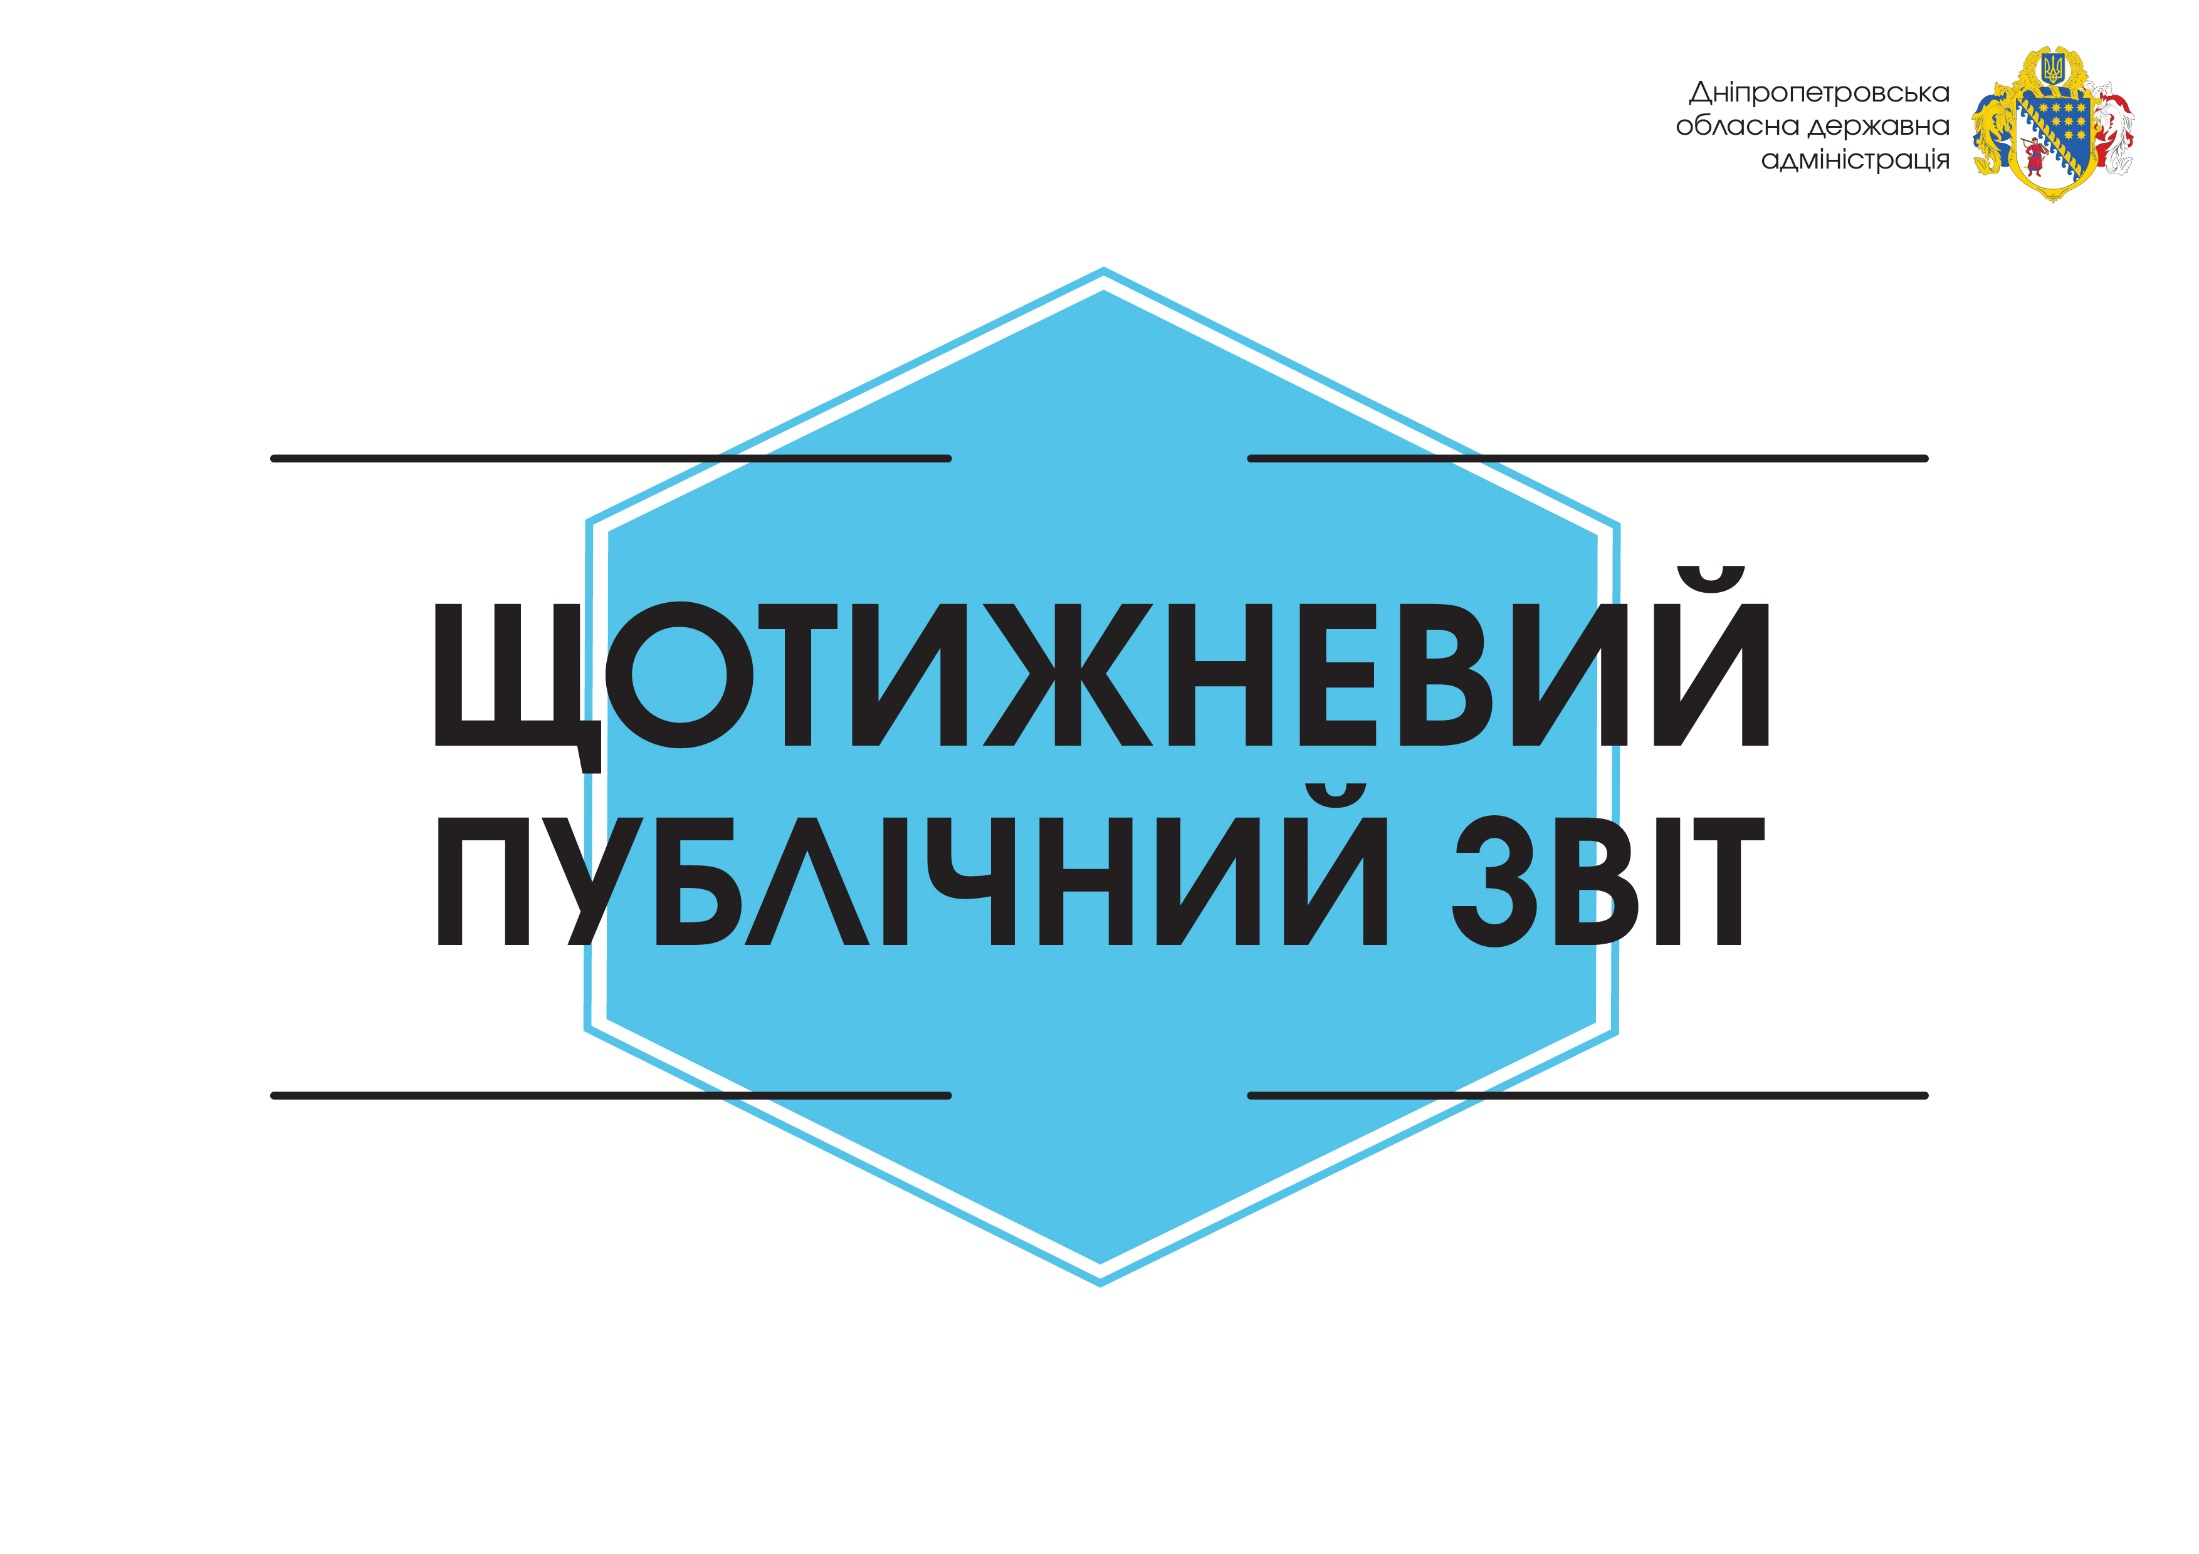 Дніпропетровська
обласна державна
адміністрація
ЩОТИЖНЕВИЙ
ПУБЛІЧНИЙ ЗВІТ